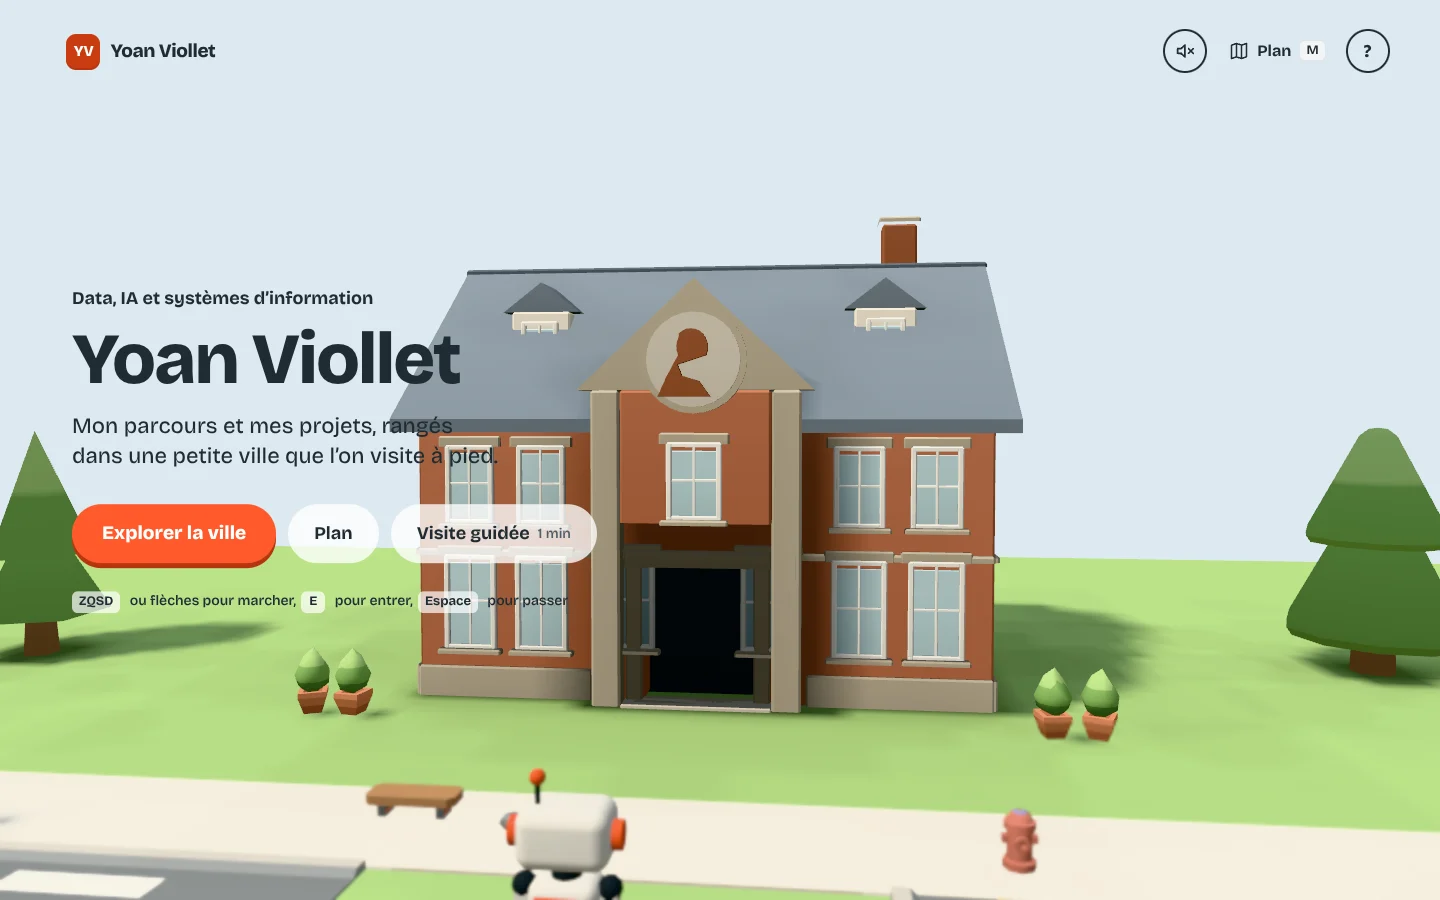 YV Yoan Viollet
Plan M ?
Data, IA et systèmes d'information
Yoan Viollet
Mon parcours et mes projets, rangés
dans une petite ville que l'on visite à pied.
Explorer la ville Plan Visite guidée 1 min
ZQSD ou flèches pour marcher, E pour entrer, Espace pour passer